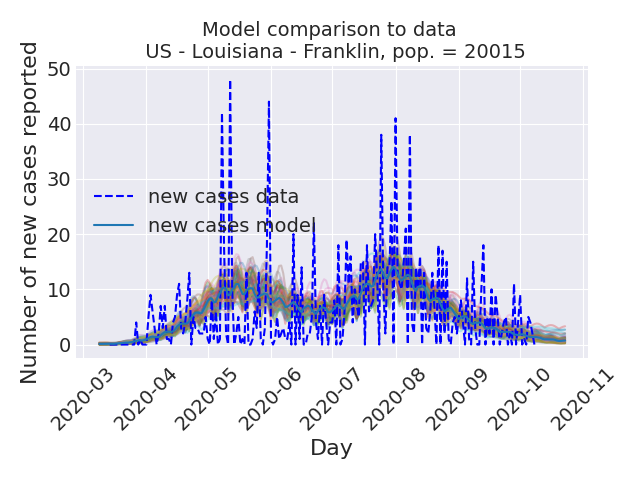 Model comparison to data
US - Louisiana - Franklin, pop. = 20015
Number of new cases reported
50
40
30
20
10
0
new cases data
new cases model
2020-03
2020-04
2020-05
2020-06
2020-07
2020-08
2020-09
2020-10
2020-11
Day